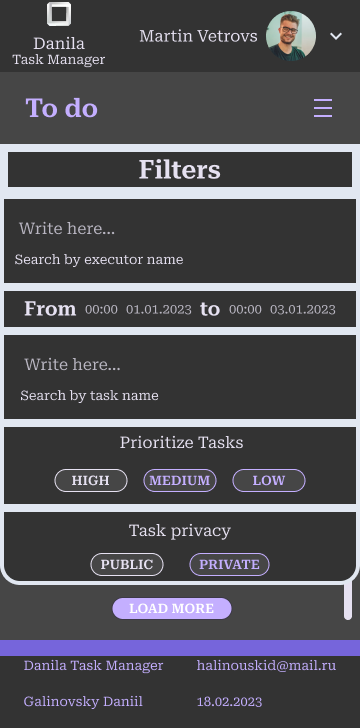 Danila
Task Manager
Martin Vetrovs
To do
Filters
Write here...
Search by executor name
From 00:00 01.01.2023 to 00:00 03.01.2023
Write here...
Search by task name
Prioritize Tasks
HIGH MEDIUM LOW
Task privacy
PUBLIC PRIVATE
LOAD MORE
Danila Task Manager halinouskid@mail.ru
Galinovsky Daniil 18.02.2023